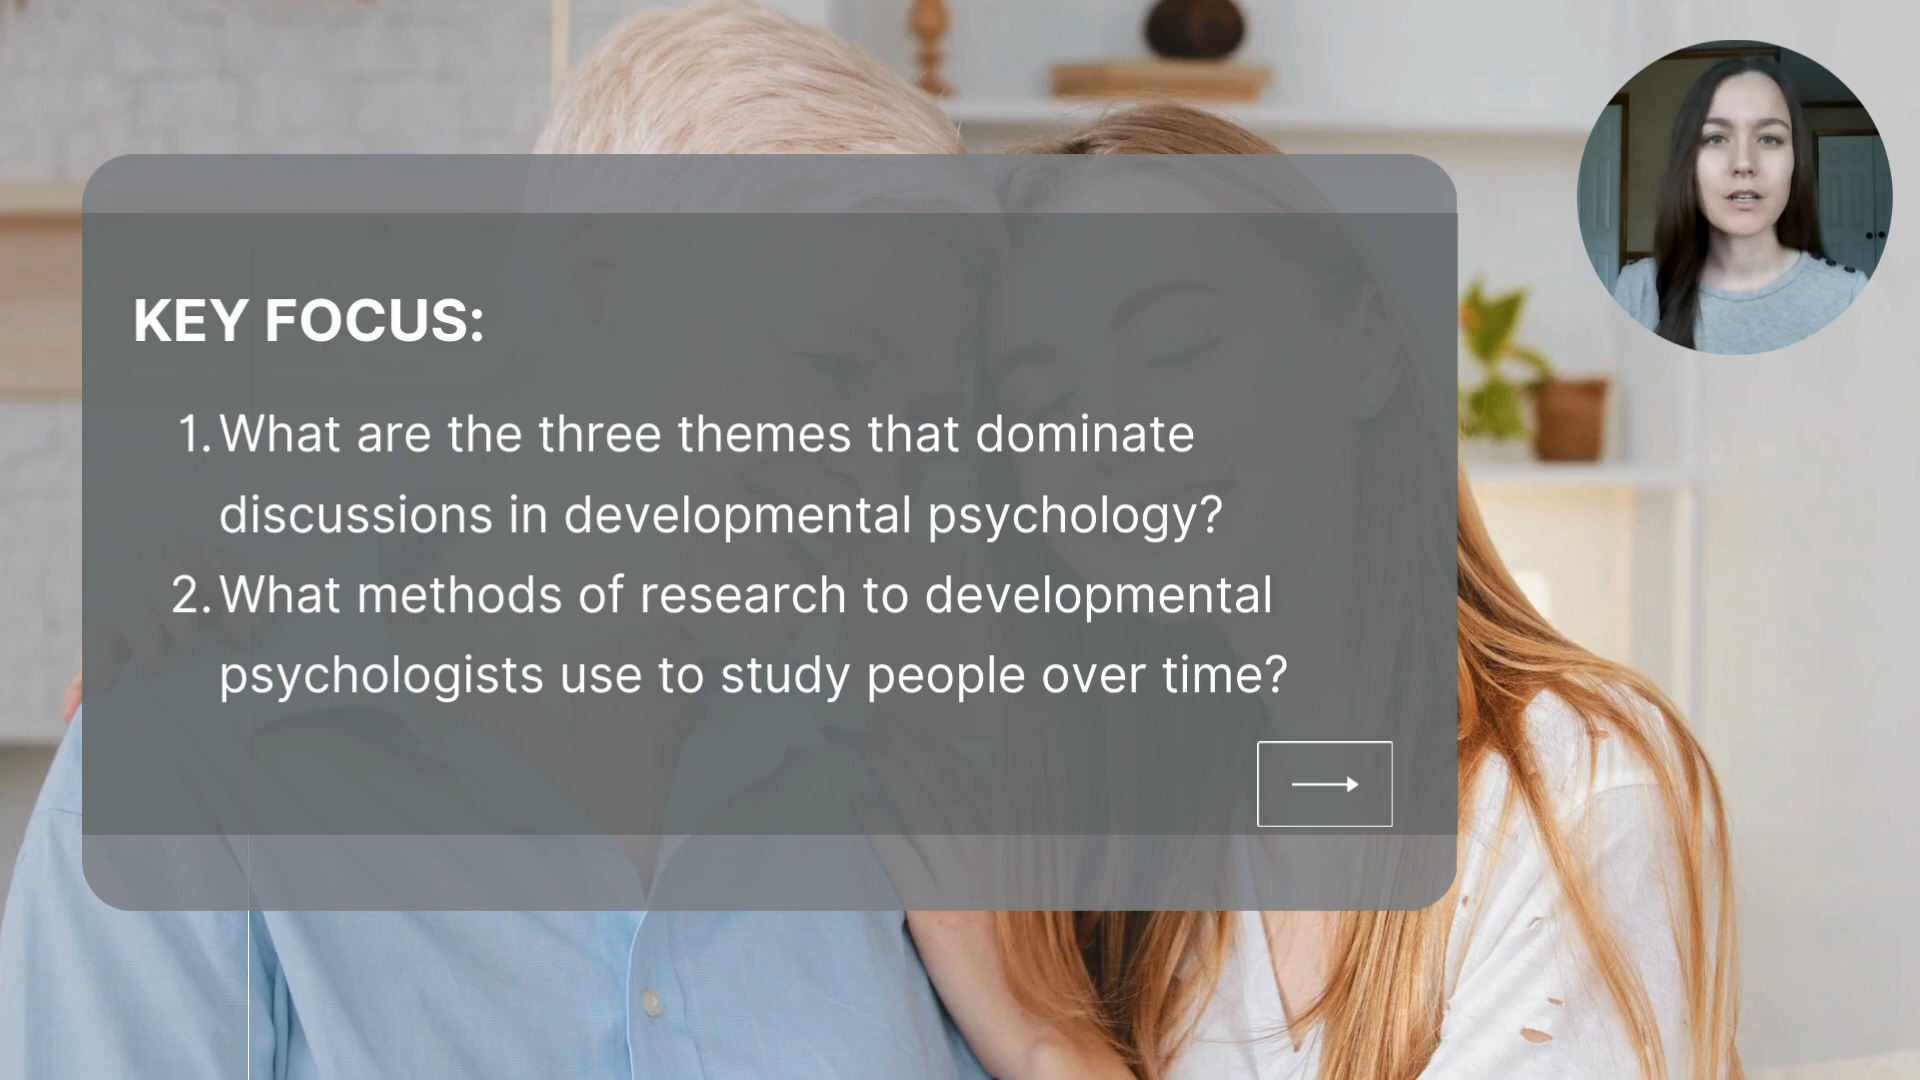 KEY FOCUS:
1. What are the three themes that dominate
discussions in developmental psychology?
2. What methods of research to developmental
psychologists use to study people over time?